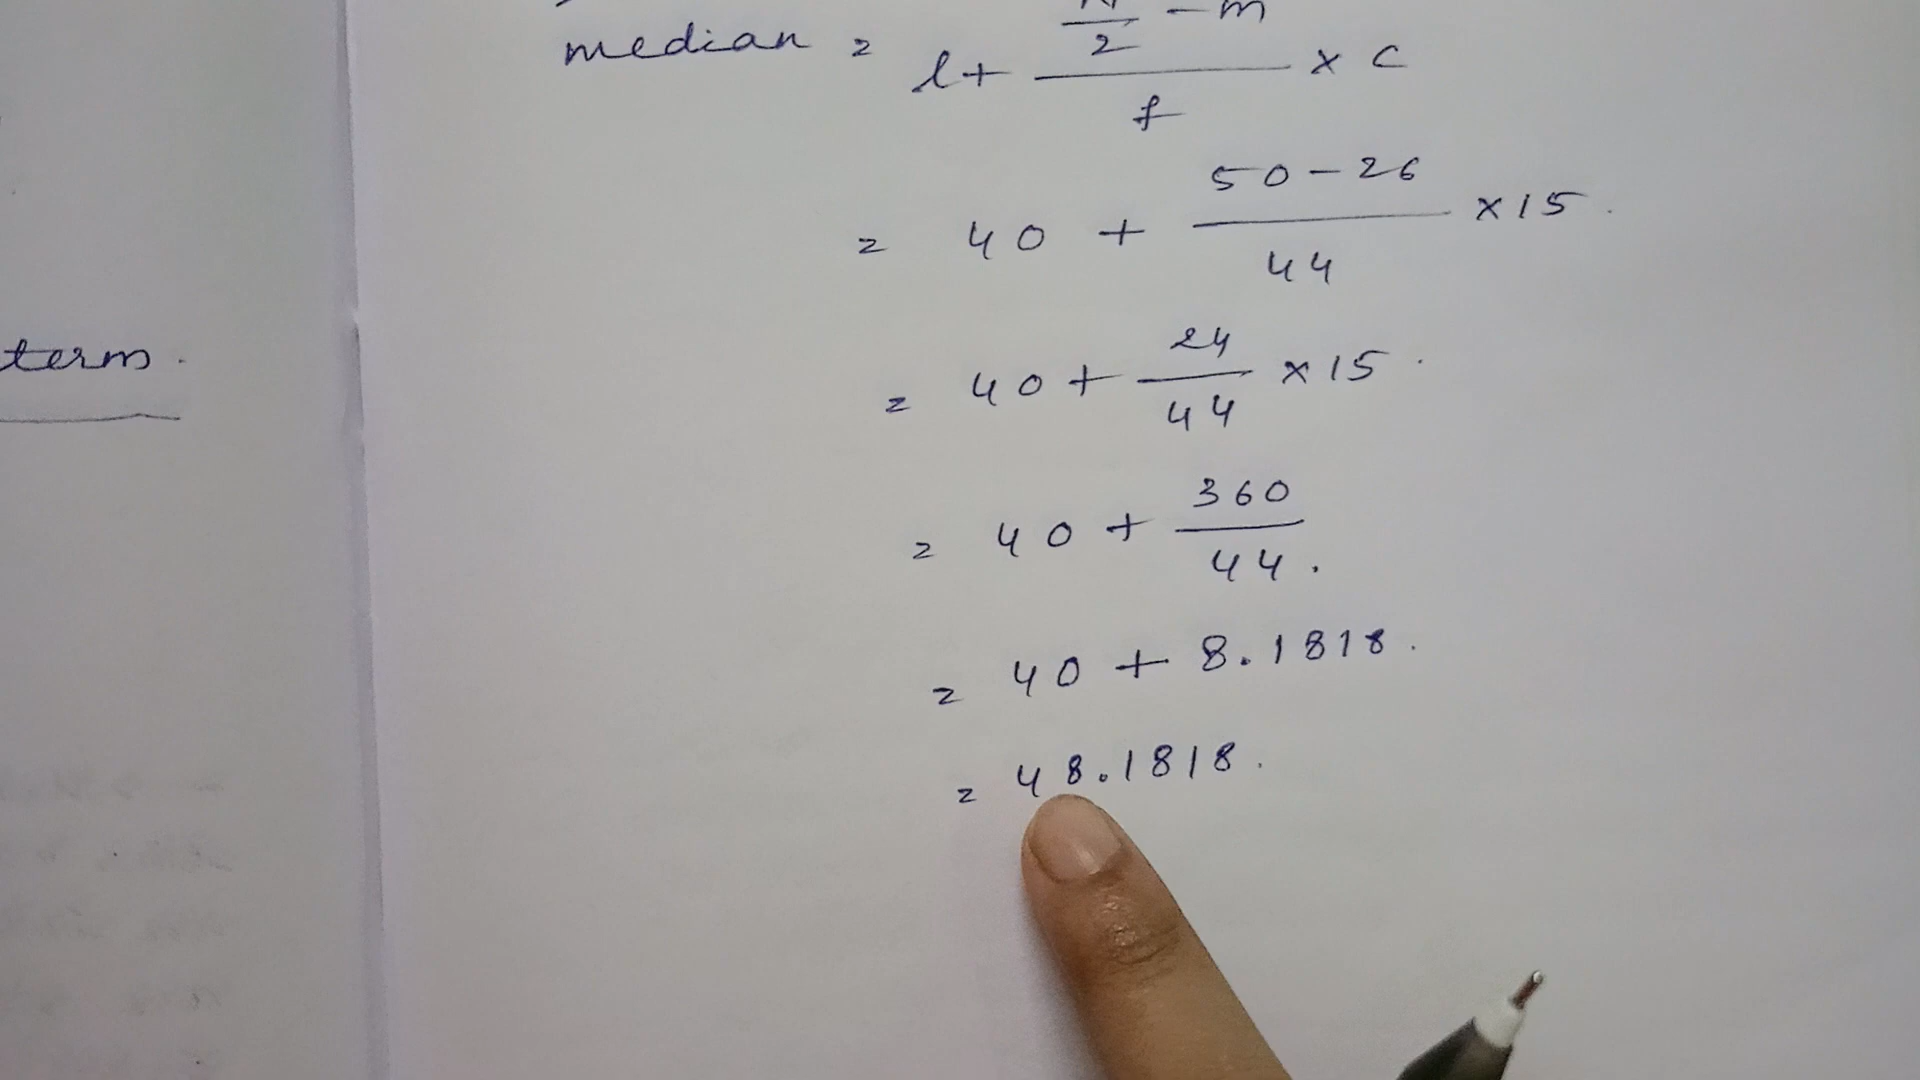 term.
median = l + N/2 - m / f × c
= 40 + 50 - 26 / 44 × 15.
= 40 + 24 / 44 × 15.
= 40 + 360 / 44.
= 40 + 8.1818.
= 48.1818.